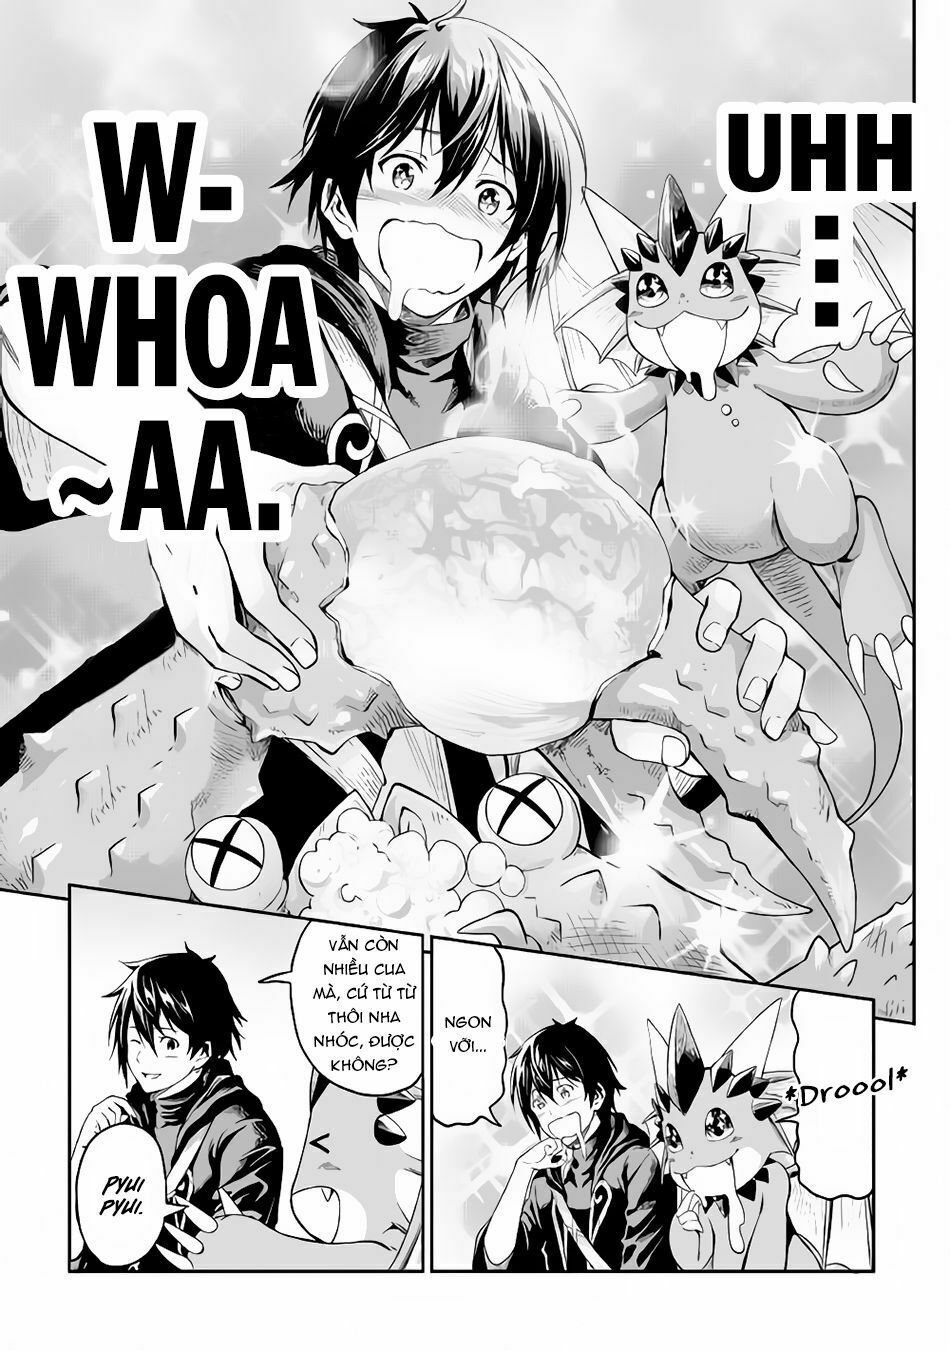 UHH
...
W-
WHOA
~AA.
NGON
VỠI...
*Droool*
VẪN CÒN
NHIỀU CUA
MÀ, CỨ TỪ TỪ
THÔI NHA
NHÓC, ĐƯỢC
KHÔNG?
PYUI
PYUI.